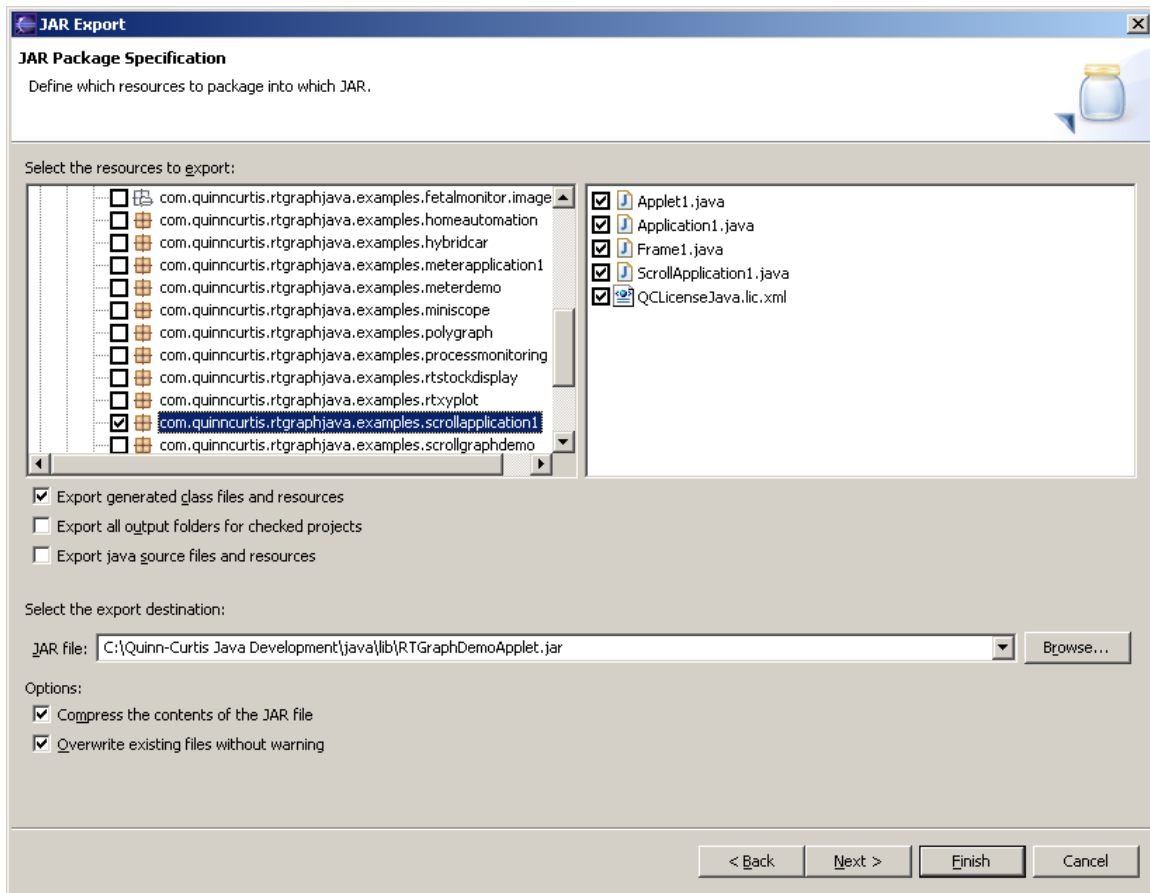 JAR Export
JAR Package Specification
Define which resources to package into which JAR.
Select the resources to export:
com.quinncurtis.rtgraphjava.examples.fetalmonitor.image
com.quinncurtis.rtgraphjava.examples.homeautomation
com.quinncurtis.rtgraphjava.examples.hybridcar
com.quinncurtis.rtgraphjava.examples.meterapplication1
com.quinncurtis.rtgraphjava.examples.meterdemo
com.quinncurtis.rtgraphjava.examples.miniscope
com.quinncurtis.rtgraphjava.examples.polygraph
com.quinncurtis.rtgraphjava.examples.processmonitoring
com.quinncurtis.rtgraphjava.examples.rtstockdisplay
com.quinncurtis.rtgraphjava.examples.rtxyplot
com.quinncurtis.rtgraphjava.examples.scrollapplication1
com.quinncurtis.rtgraphjava.examples.scrollgraphdemo
Applet1.java
Application1.java
Frame1.java
ScrollApplication1.java
QCLicenseJava.lic.xml
Export generated class files and resources
Export all output folders for checked projects
Export java source files and resources
Select the export destination:
JAR file: C:\Quinn-Curtis Java Development\java\lib\RTGraphDemoApplet.jar Browse...
Options:
Compress the contents of the JAR file
Overwrite existing files without warning
< Back Next > Finish Cancel